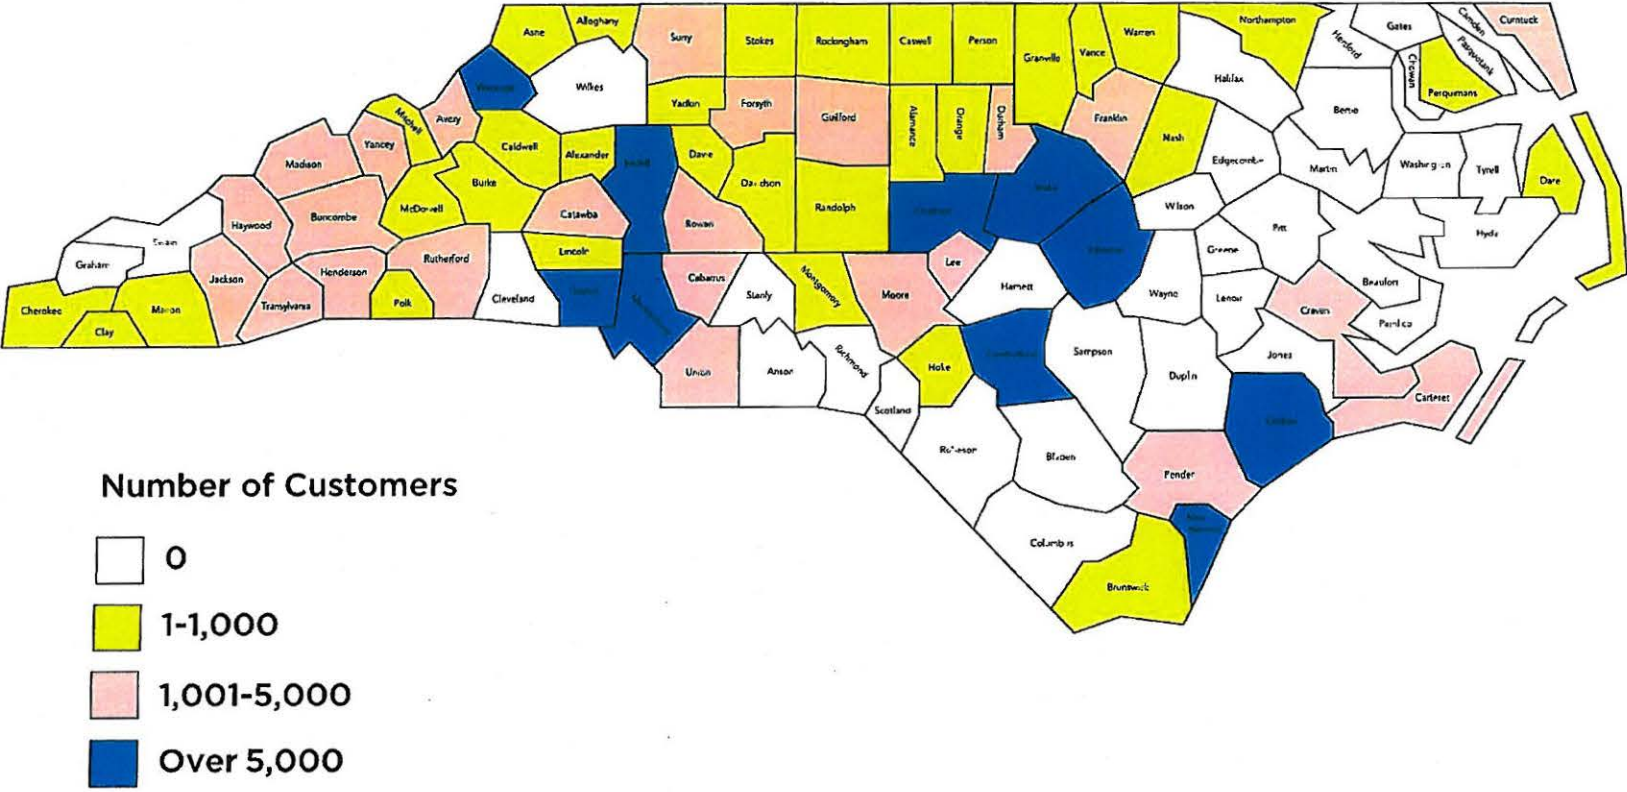 Ashe
Alleghany
Surry
Stokes
Rockingham
Caswell
Person
Granville
Vance
Warren
Northampton
Hertford
Gates
Camden
Pasquotank
Currituck
Wilkes
Halifax
Chowan
Perquimans
Bertie
Mitchell
Avery
Yadkin
Forsyth
Guilford
Alamance
Orange
Durham
Franklin
Nash
Edgecombe
Martin
Washington
Tyrell
Dare
Madison
Yancey
Caldwell
Alexander
Davie
Burke
McDowell
Davidson
Randolph
Wilson
Pitt
Hyde
Haywood
Buncombe
Catawba
Rowan
Swain
Graham
Jackson
Henderson
Rutherford
Lincoln
Greene
Lee
Cabarrus
Stanly
Montgomery
Moore
Harnett
Wayne
Lenoir
Beaufort
Pamlico
Craven
Cherokee
Clay
Macon
Transylvania
Polk
Cleveland
Union
Anson
Richmond
Hoke
Scotland
Sampson
Duplin
Jones
Carteret
Robeson
Bladen
Pender
Columbus
Brunswick
Number of Customers
0
1-1,000
1,001-5,000
Over 5,000